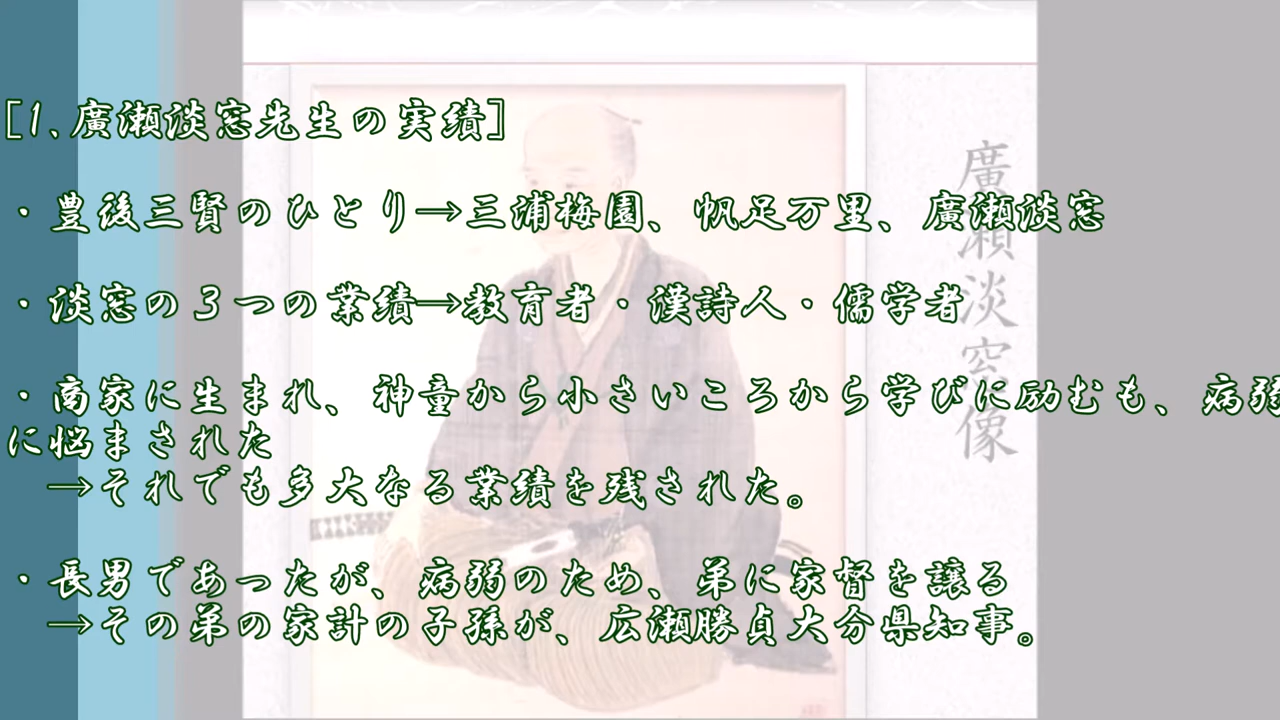 [1、廣瀬淡窓先生の実績]
・豊後三賢のひとり→三浦梅園、帆足万里、廣瀬淡窓
・淡窓の３つの業績→教育者・漢詩人・儒学者
・商家に生まれ、神童から小さいころから学びに励むも、病弱
に悩まされた
→それでも多大なる業績を残された。
・長男であったが、病弱のため、弟に家督を譲る
→その弟の家計の子孫が、広瀬勝貞大分県知事。
廣瀬淡窓像